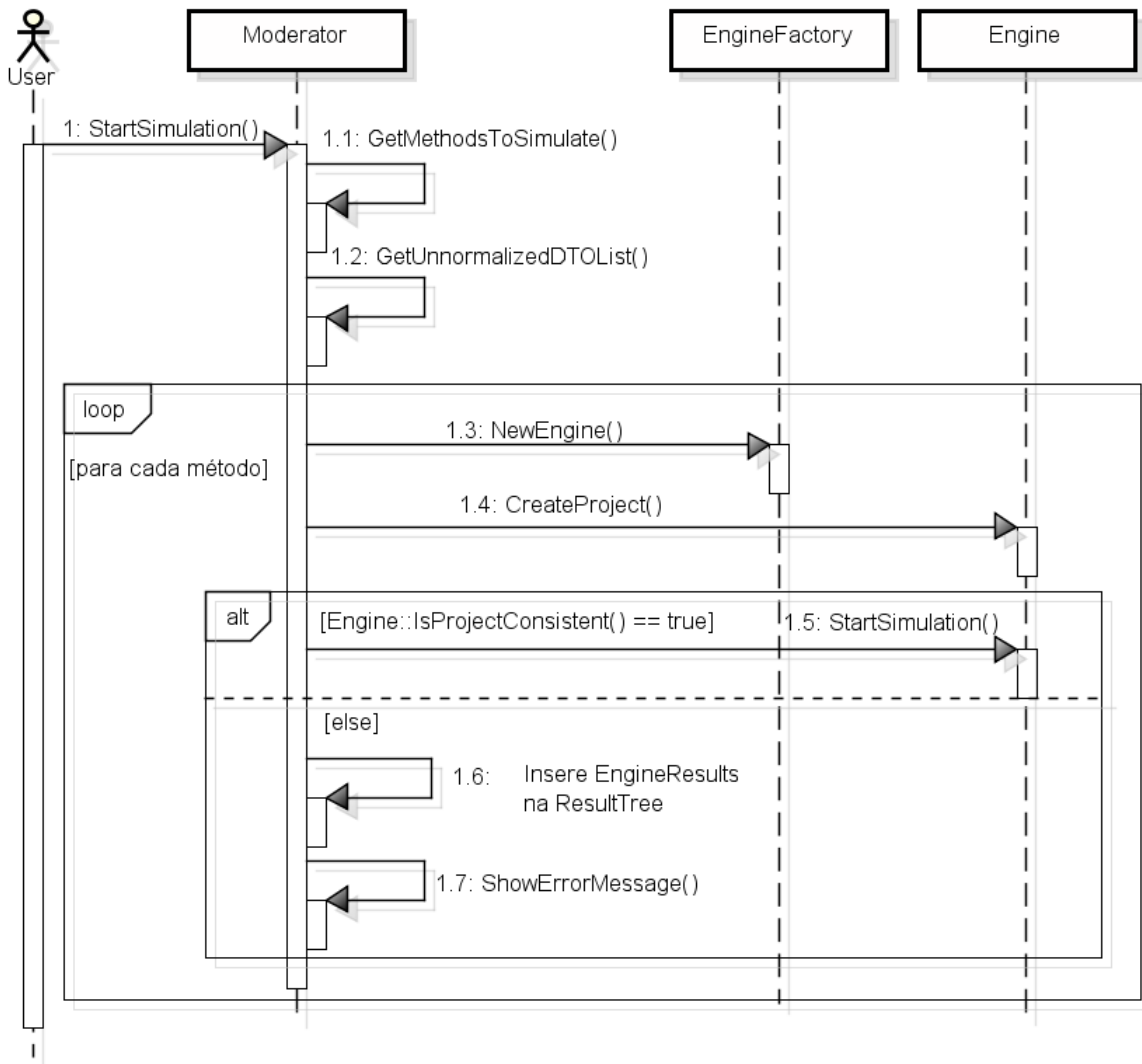 User
Moderator
EngineFactory
Engine
1: StartSimulation()
1.1: GetMethodsToSimulate()
1.2: GetUnnormalizedDTOList()
loop
[para cada método]
1.3: NewEngine()
1.4: CreateProject()
alt
[Engine::IsProjectConsistent() == true]
1.5: StartSimulation()
[else]
1.6: Insere EngineResults
na ResultTree
1.7: ShowErrorMessage()